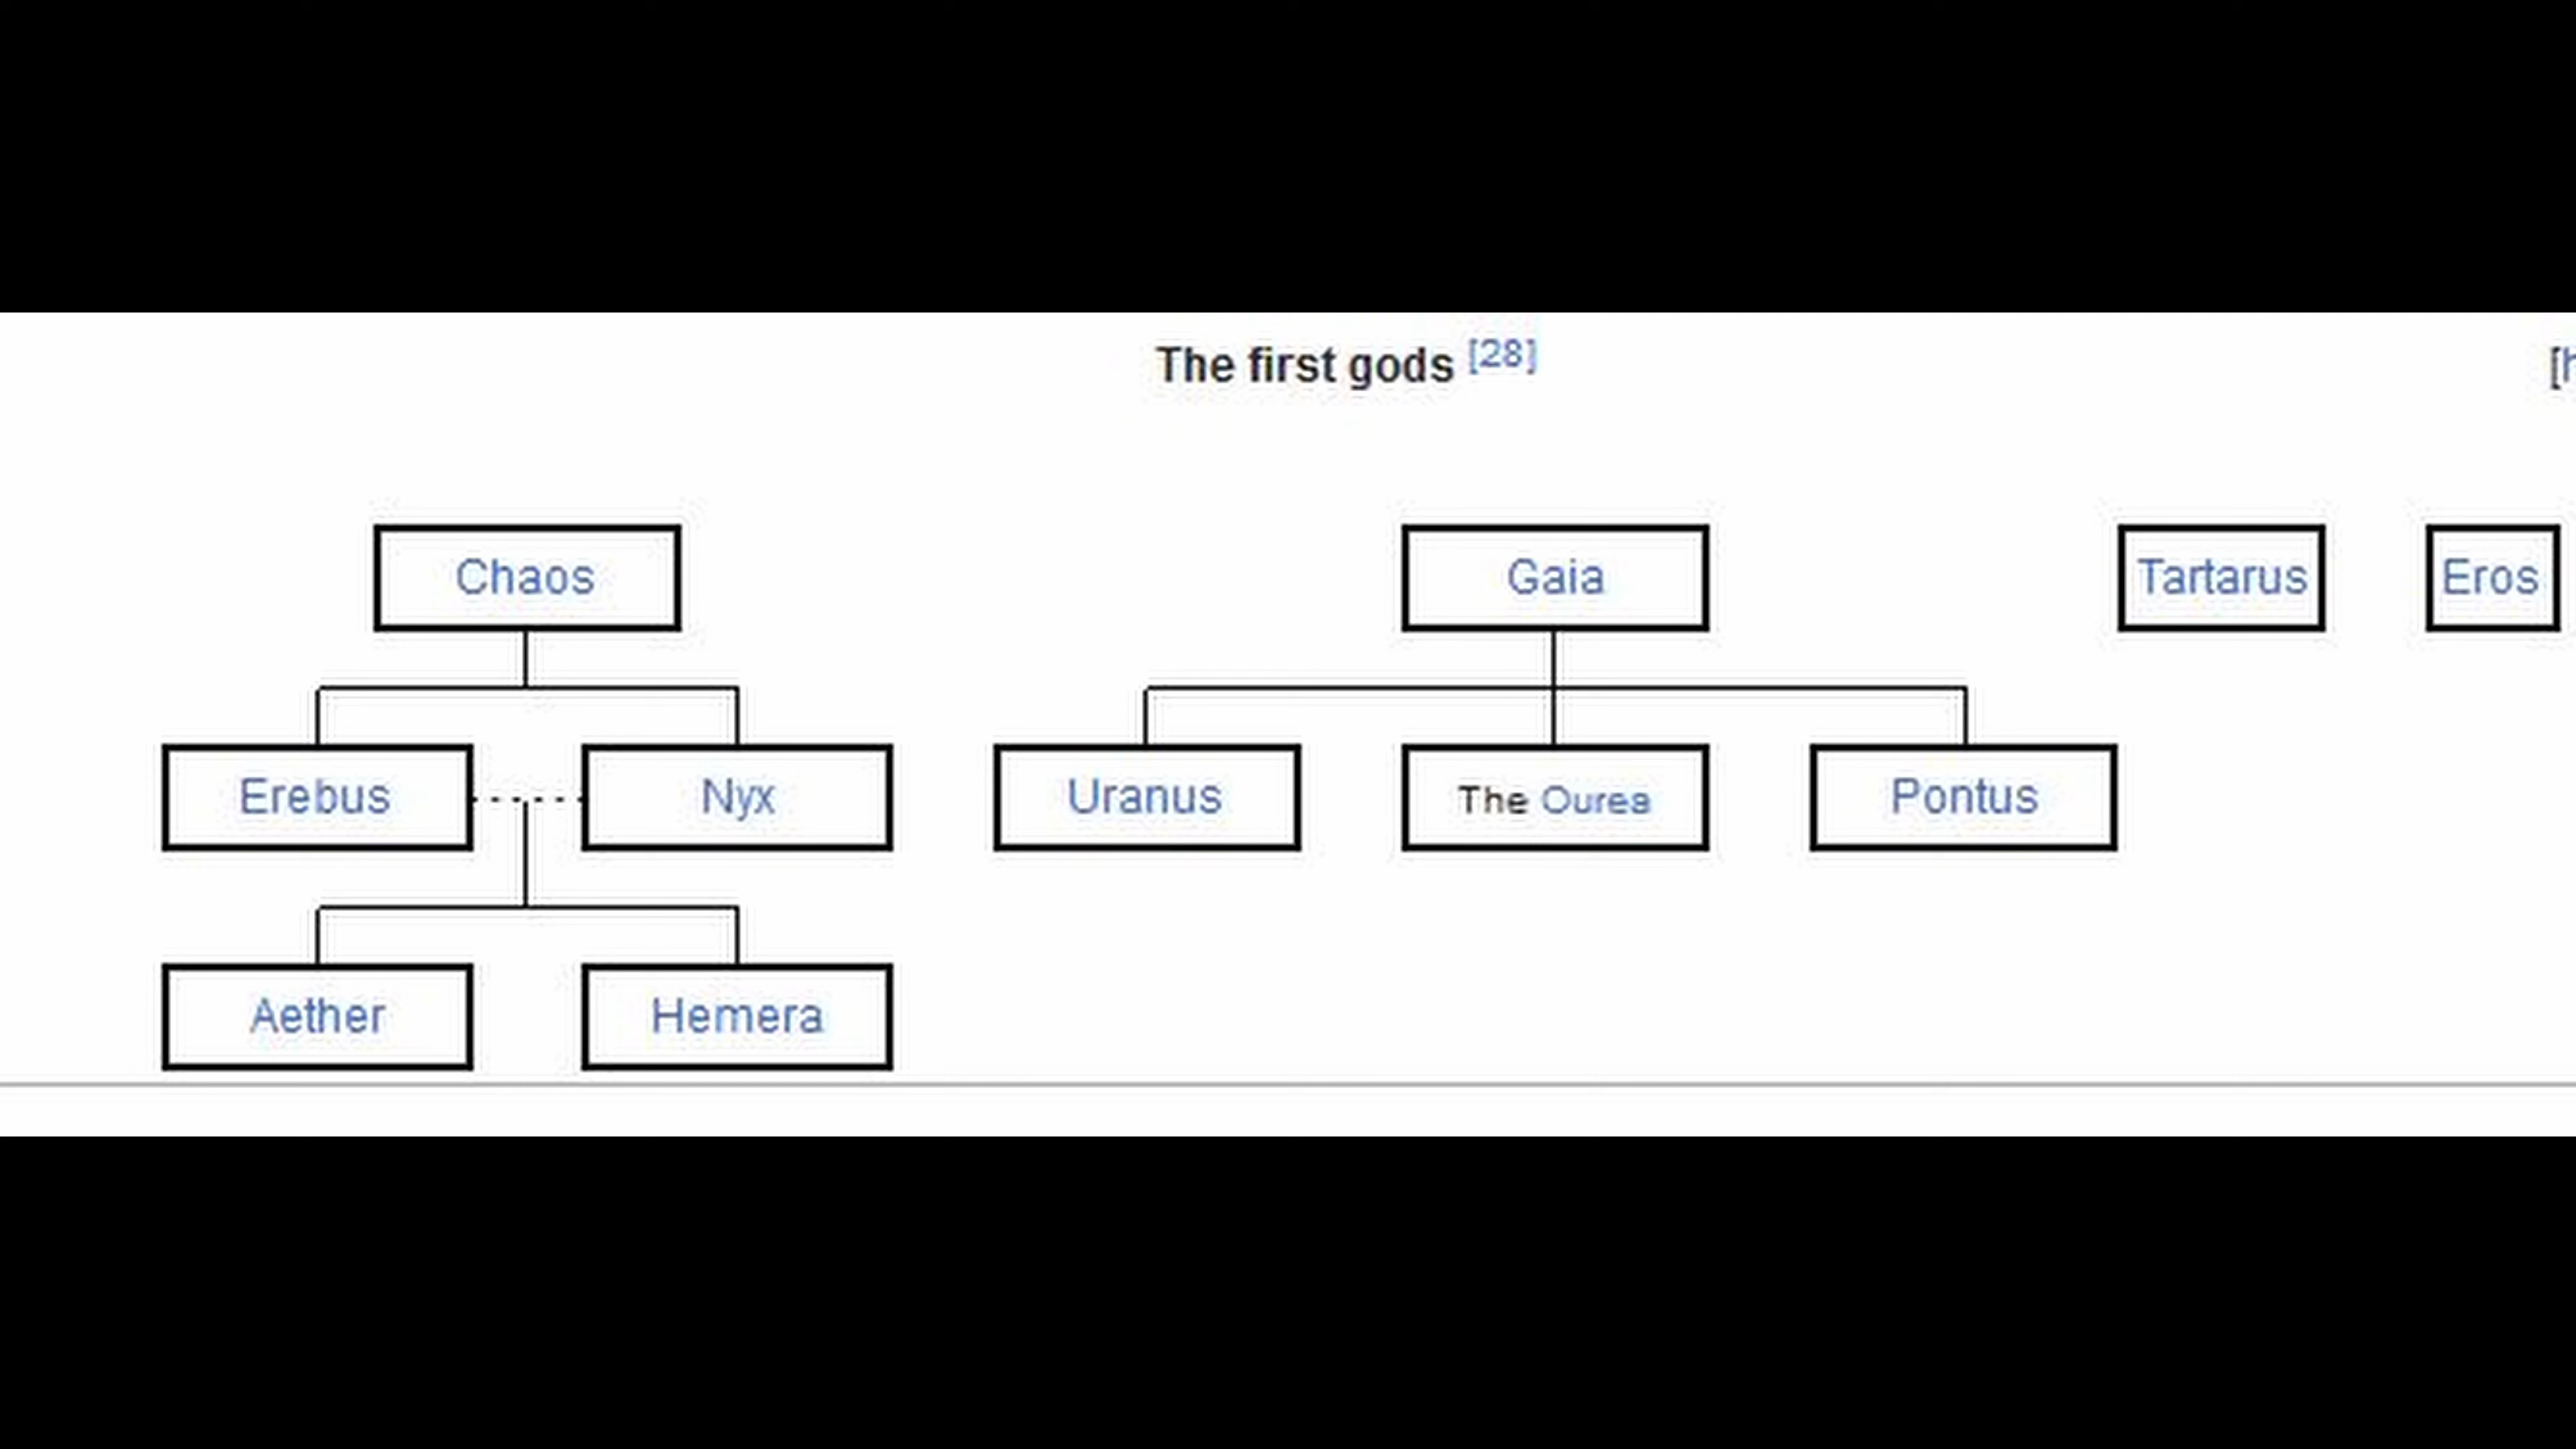 The first gods [28]
[h
Chaos
Gaia
Tartarus
Eros
Erebus
Nyx
Uranus
The Ourea
Pontus
Aether
Hemera